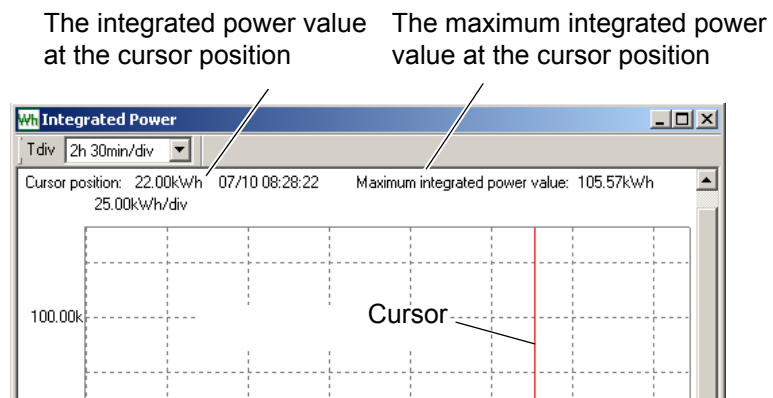 The integrated power value
at the cursor position
The maximum integrated power
value at the cursor position
Wh Integrated Power
Tdiv 2h 30min/div
Cursor position: 22.00kWh 07/10 08:28:22 Maximum integrated power value: 105.57kWh
25.00kWh/div
100.00k
Cursor